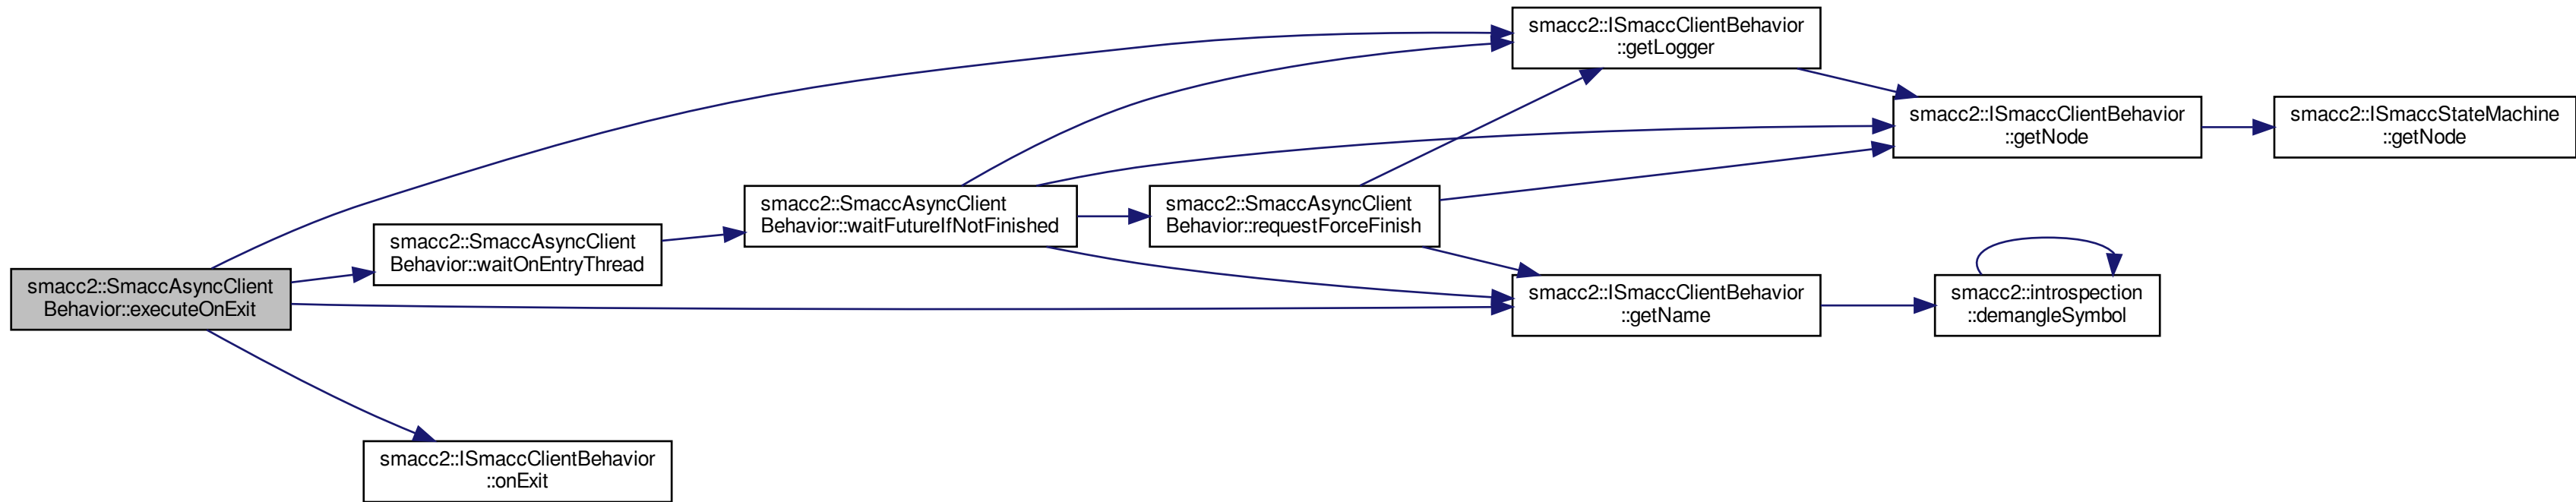 smacc2::SmaccAsyncClient
Behavior::executeOnExit
smacc2::SmaccAsyncClient
Behavior::waitOnEntryThread
smacc2::ISmaccClientBehavior
::onExit
smacc2::SmaccAsyncClient
Behavior::waitFutureIfNotFinished
smacc2::SmaccAsyncClient
Behavior::requestForceFinish
smacc2::ISmaccClientBehavior
::getLogger
smacc2::ISmaccClientBehavior
::getName
smacc2::ISmaccClientBehavior
::getNode
smacc2::introspection
::demangleSymbol
smacc2::ISmaccStateMachine
::getNode